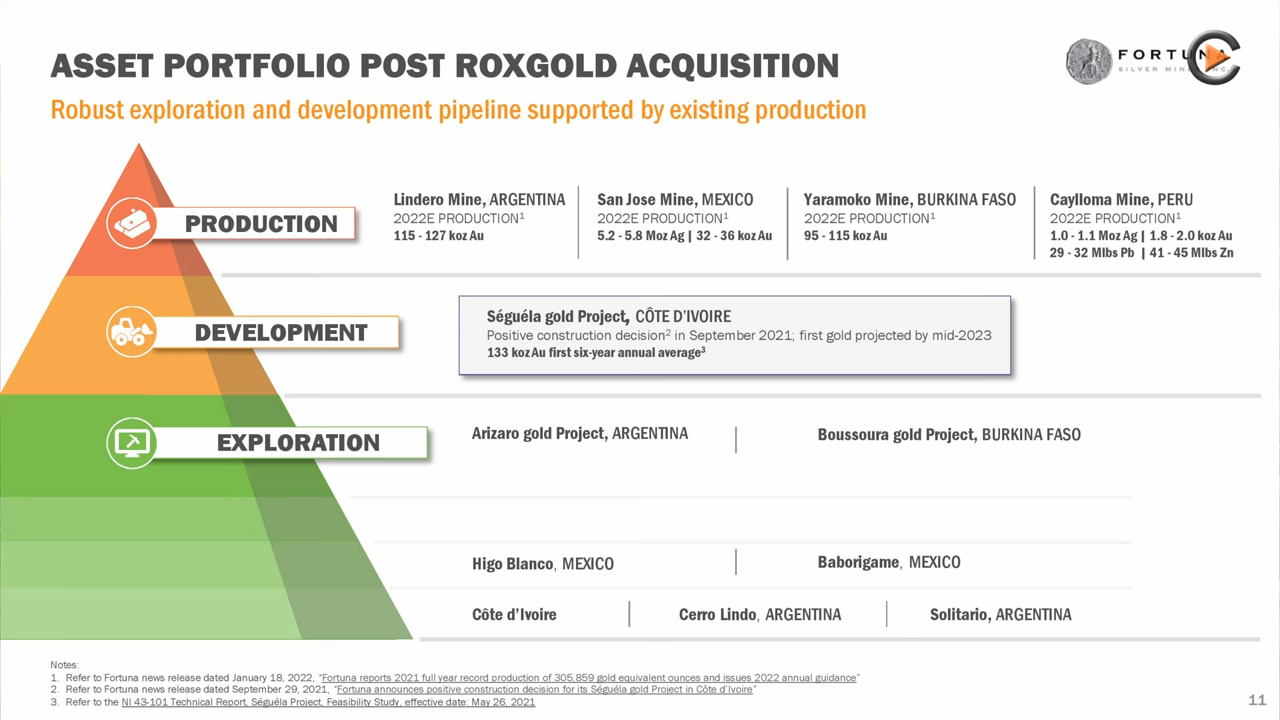 ASSET PORTFOLIO POST ROXGOLD ACQUISITION
Robust exploration and development pipeline supported by existing production
FORTUNA
SILVER MINES INC.
PRODUCTION
Lindero Mine, ARGENTINA
2022E PRODUCTION¹
115 - 127 koz Au
San Jose Mine, MEXICO
2022E PRODUCTION¹
5.2 - 5.8 Moz Ag | 32 - 36 koz Au
Yaramoko Mine, BURKINA FASO
2022E PRODUCTION¹
95 - 115 koz Au
Caylloma Mine, PERU
2022E PRODUCTION¹
1.0 - 1.1 Moz Ag | 1.8 - 2.0 koz Au
29 - 32 Mlbs Pb | 41 - 45 Mlbs Zn
DEVELOPMENT
Séguéla gold Project, CÔTE D'IVOIRE
Positive construction decision² in September 2021; first gold projected by mid-2023
133 koz Au first six-year annual average³
EXPLORATION
Arizaro gold Project, ARGENTINA
Boussoura gold Project, BURKINA FASO
Higo Blanco, MEXICO
Baborigame, MEXICO
Côte d'Ivoire
Cerro Lindo, ARGENTINA
Solitario, ARGENTINA
Notes:
1. Refer to Fortuna news release dated January 18, 2022, "Fortuna reports 2021 full year record production of 305,859 gold equivalent ounces and issues 2022 annual guidance"
2. Refer to Fortuna news release dated September 29, 2021, "Fortuna announces positive construction decision for its Séguéla gold Project in Côte d'Ivoire"
3. Refer to the NI 43-101 Technical Report, Séguéla Project, Feasibility Study, effective date: May 26, 2021
11